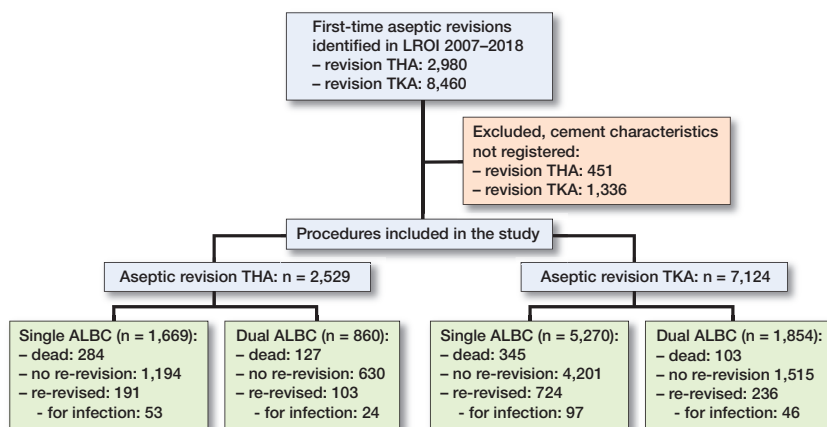 First-time aseptic revisions
identified in LROI 2007–2018
– revision THA: 2,980
– revision TKA: 8,460
Excluded, cement characteristics
not registered:
– revision THA: 451
– revision TKA: 1,336
Procedures included in the study
Aseptic revision THA: n = 2,529
Aseptic revision TKA: n = 7,124
Single ALBC (n = 1,669):
– dead: 284
– no re-revision: 1,194
– re-revised: 191
- for infection: 53
Dual ALBC (n = 860):
– dead: 127
– no re-revision: 630
– re-revised: 103
- for infection: 24
Single ALBC (n = 5,270):
– dead: 345
– no re-revision: 4,201
– re-revised: 724
- for infection: 97
Dual ALBC (n = 1,854):
– dead: 103
– no re-revision 1,515
– re-revised: 236
- for infection: 46